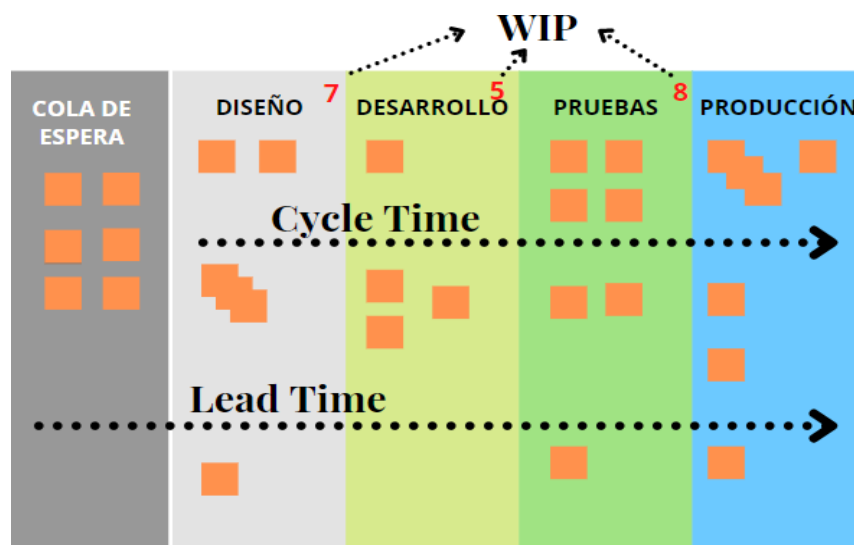 WIP
COLA DE
ESPERA
DISEÑO 7
DESARROLLO 5
PRUEBAS 8
PRODUCCIÓN
Cycle Time
Lead Time